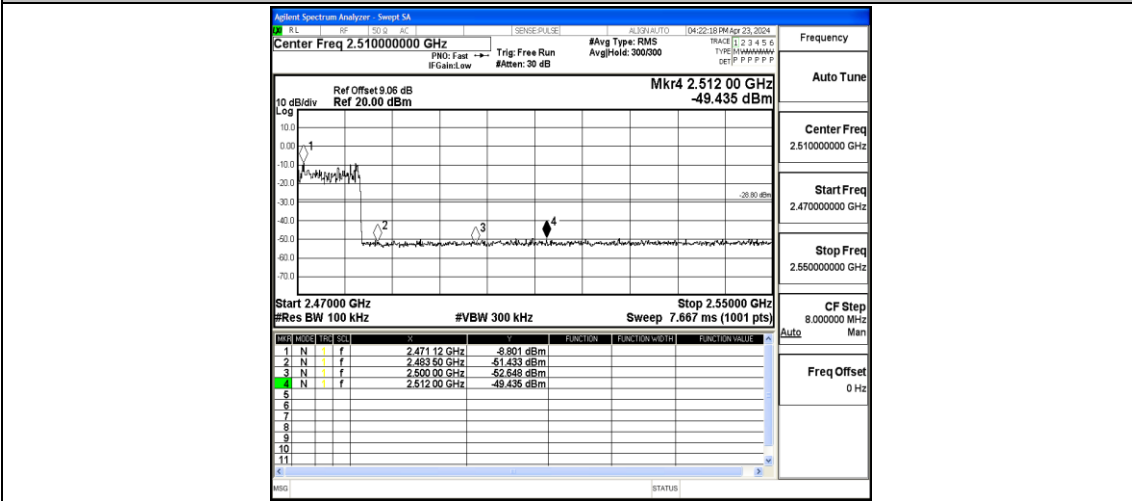 Agilent Spectrum Analyzer - Swept SA
RL RF 50 Ω AC SENSE:PULSE ALIGN AUTO 04:22:18 PM Apr 23, 2024
Center Freq 2.510000000 GHz
PNO: Fast
IFGain:Low
Trig: Free Run
#Atten: 30 dB
#Avg Type: RMS
Avg|Hold: 300/300
TRACE 1 2 3 4 5 6
TYPE MWWWWW
DET P P P P P P
Frequency
Auto Tune
Mkr4 2.512 00 GHz
-49.435 dBm
Ref Offset 9.06 dB
10 dB/div Ref 20.00 dBm
Log
10.0
0.00
-10.0
-20.0
-30.0
-40.0
-50.0
-60.0
-70.0
1
2
3
4
-28.80 dBm
Center Freq
2.510000000 GHz
Start Freq
2.470000000 GHz
Stop Freq
2.550000000 GHz
Start 2.47000 GHz Stop 2.55000 GHz
#Res BW 100 kHz #VBW 300 kHz Sweep 7.667 ms (1001 pts)
CF Step
8.000000 MHz
Auto Man
Freq Offset
0 Hz
MKR MODE TRC SCL X Y FUNCTION FUNCTION WIDTH FUNCTION VALUE
1 N 1 f 2.471 12 GHz -8.801 dBm
2 N 1 f 2.483 50 GHz -51.433 dBm
3 N 1 f 2.500 00 GHz -52.648 dBm
4 N 1 f 2.512 00 GHz -49.435 dBm
5
6
7
8
9
10
11
MSG STATUS